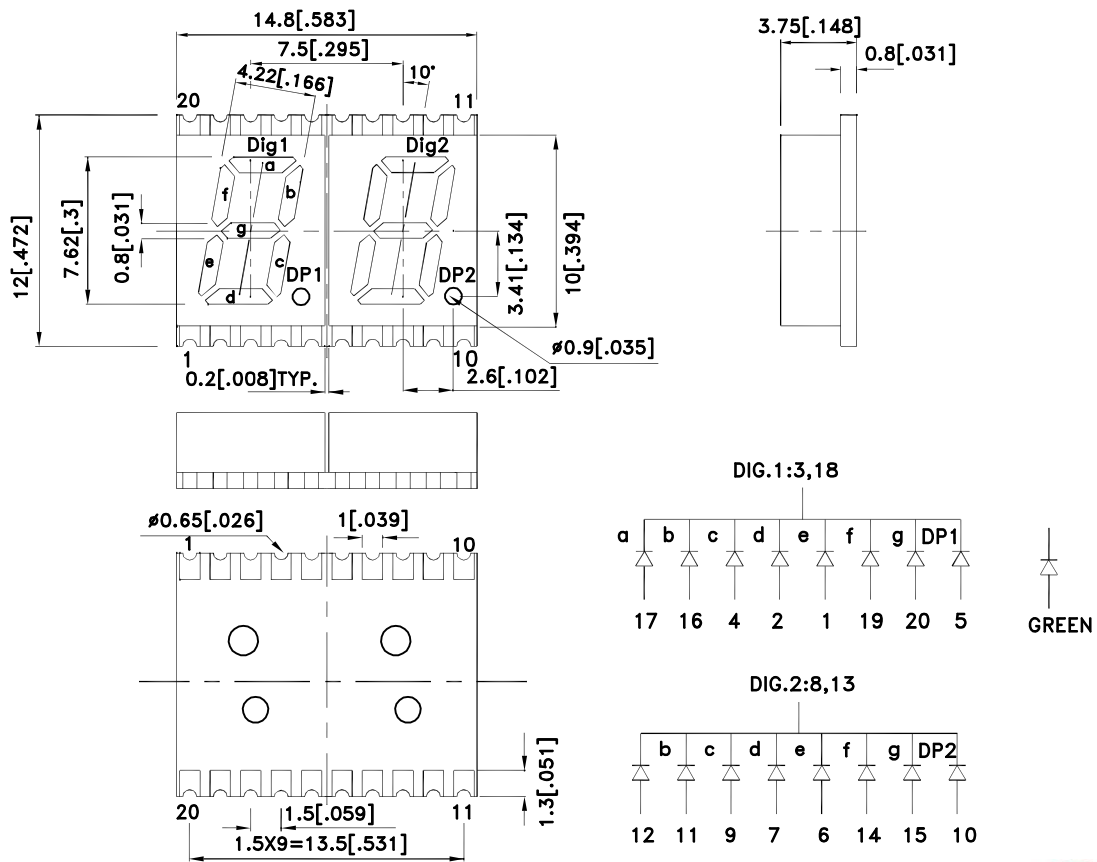 14.8[.583]
7.5[.295]
4.22[.166]
10°
20
11
Dig1
Dig2
a
f
b
g
e
c
d
DP1
DP2
12[.472]
7.62[.3]
0.8[.031]
3.41[.134]
10[.394]
1
10
ø0.9[.035]
0.2[.008]TYP.
2.6[.102]
3.75[.148]
0.8[.031]
ø0.65[.026]
1[.039]
1
10
20
11
1.5[.059]
1.5X9=13.5[.531]
1.3[.051]
DIG.1:3,18
a b c d e f g DP1
17 16 4 2 1 19 20 5
GREEN
DIG.2:8,13
b c d e f g DP2
12 11 9 7 6 14 15 10